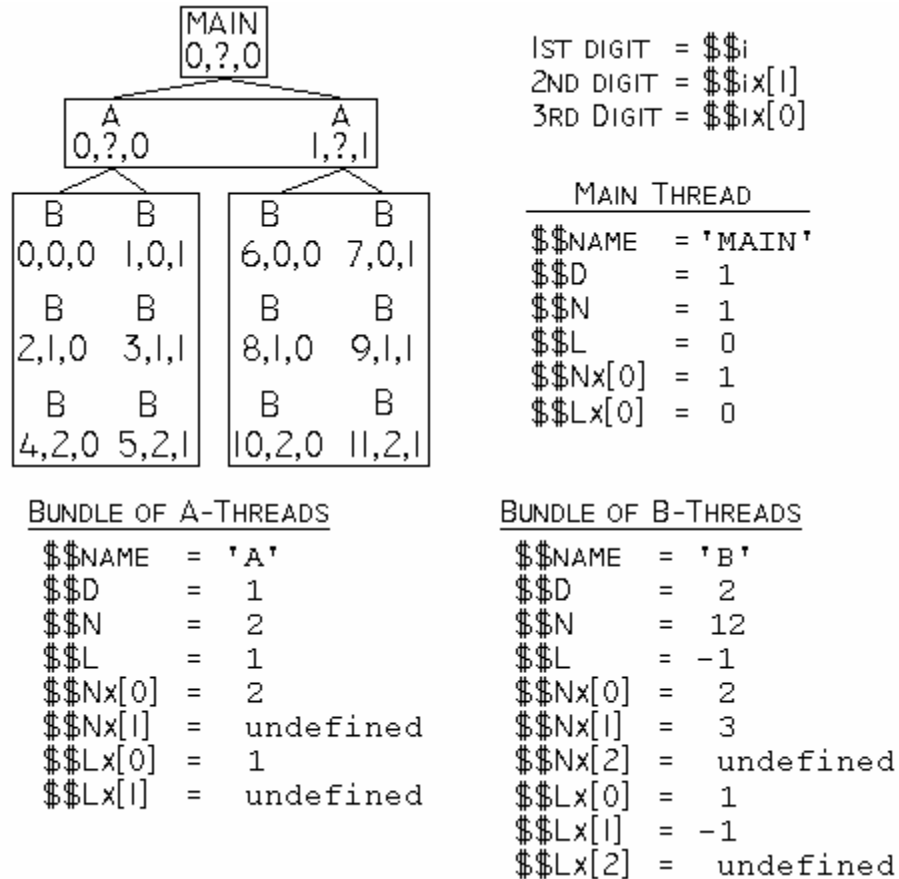 MAIN
0,?,0
A A
0,?,0 1,?,1
B B B B
0,0,0 1,0,1 6,0,0 7,0,1
B B B B
2,1,0 3,1,1 8,1,0 9,1,1
B B B B
4,2,0 5,2,1 10,2,0 11,2,1
1ST DIGIT = $$i
2ND DIGIT = $$ix[1]
3RD DIGIT = $$ix[0]
MAIN THREAD
$$NAME = 'MAIN'
$$D = 1
$$N = 1
$$L = 0
$$Nx[0] = 1
$$Lx[0] = 0
BUNDLE OF A-THREADS
$$NAME = 'A'
$$D = 1
$$N = 2
$$L = 1
$$Nx[0] = 2
$$Nx[1] = undefined
$$Lx[0] = 1
$$Lx[1] = undefined
BUNDLE OF B-THREADS
$$NAME = 'B'
$$D = 2
$$N = 12
$$L = -1
$$Nx[0] = 2
$$Nx[1] = 3
$$Nx[2] = undefined
$$Lx[0] = 1
$$Lx[1] = -1
$$Lx[2] = undefined